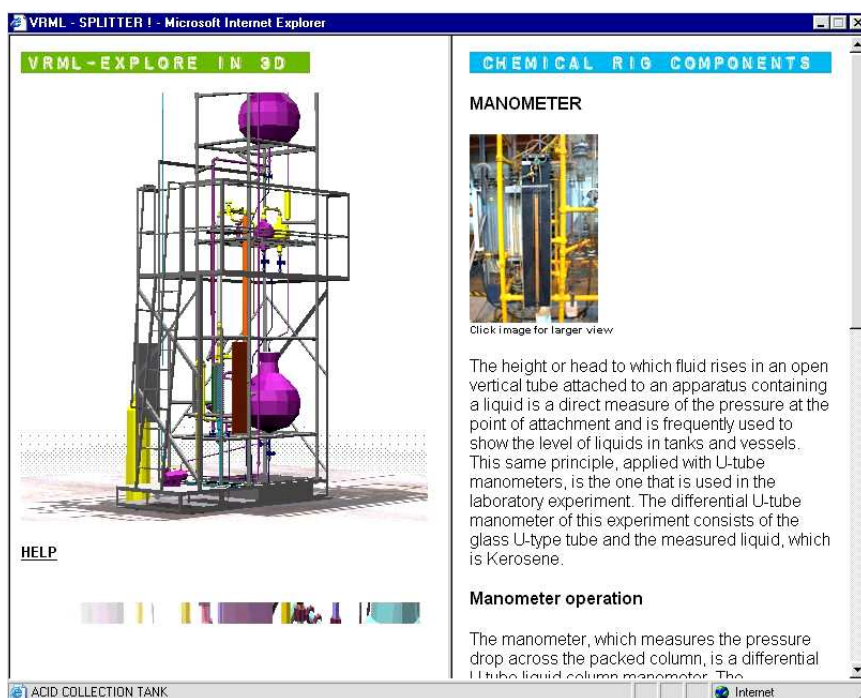 VRML - SPLITTER ! - Microsoft Internet Explorer
VRML-EXPLORE IN 3D
HELP
CHEMICAL RIG COMPONENTS
MANOMETER
Click image for larger view
The height or head to which fluid rises in an open
vertical tube attached to an apparatus containing
a liquid is a direct measure of the pressure at the
point of attachment and is frequently used to
show the level of liquids in tanks and vessels.
This same principle, applied with U-tube
manometers, is the one that is used in the
laboratory experiment. The differential U-tube
manometer of this experiment consists of the
glass U-type tube and the measured liquid, which
is Kerosene.
Manometer operation
The manometer, which measures the pressure
drop across the packed column, is a differential
U tube liquid column manometer. The
ACID COLLECTION TANK
Internet